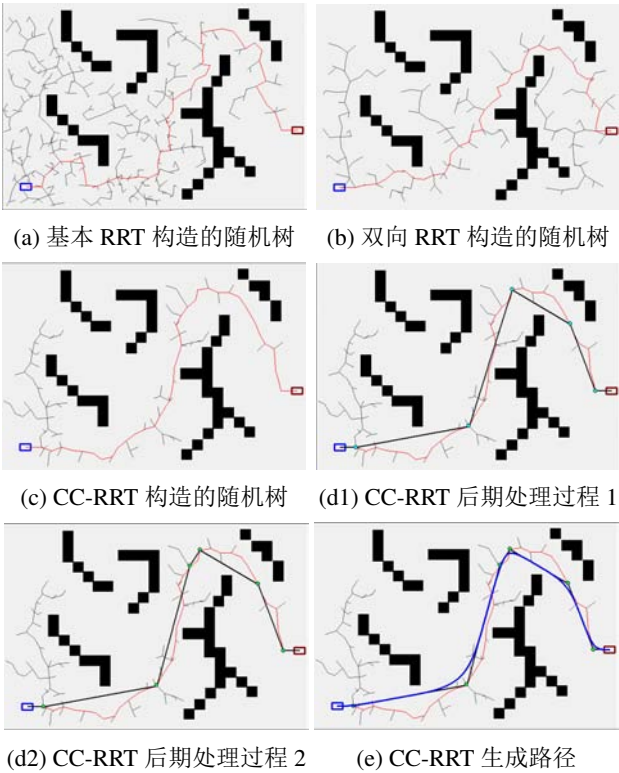 (a) 基本 RRT 构造的随机树
(b) 双向 RRT 构造的随机树
(c) CC-RRT 构造的随机树
(d1) CC-RRT 后期处理过程 1
(d2) CC-RRT 后期处理过程 2
(e) CC-RRT 生成路径